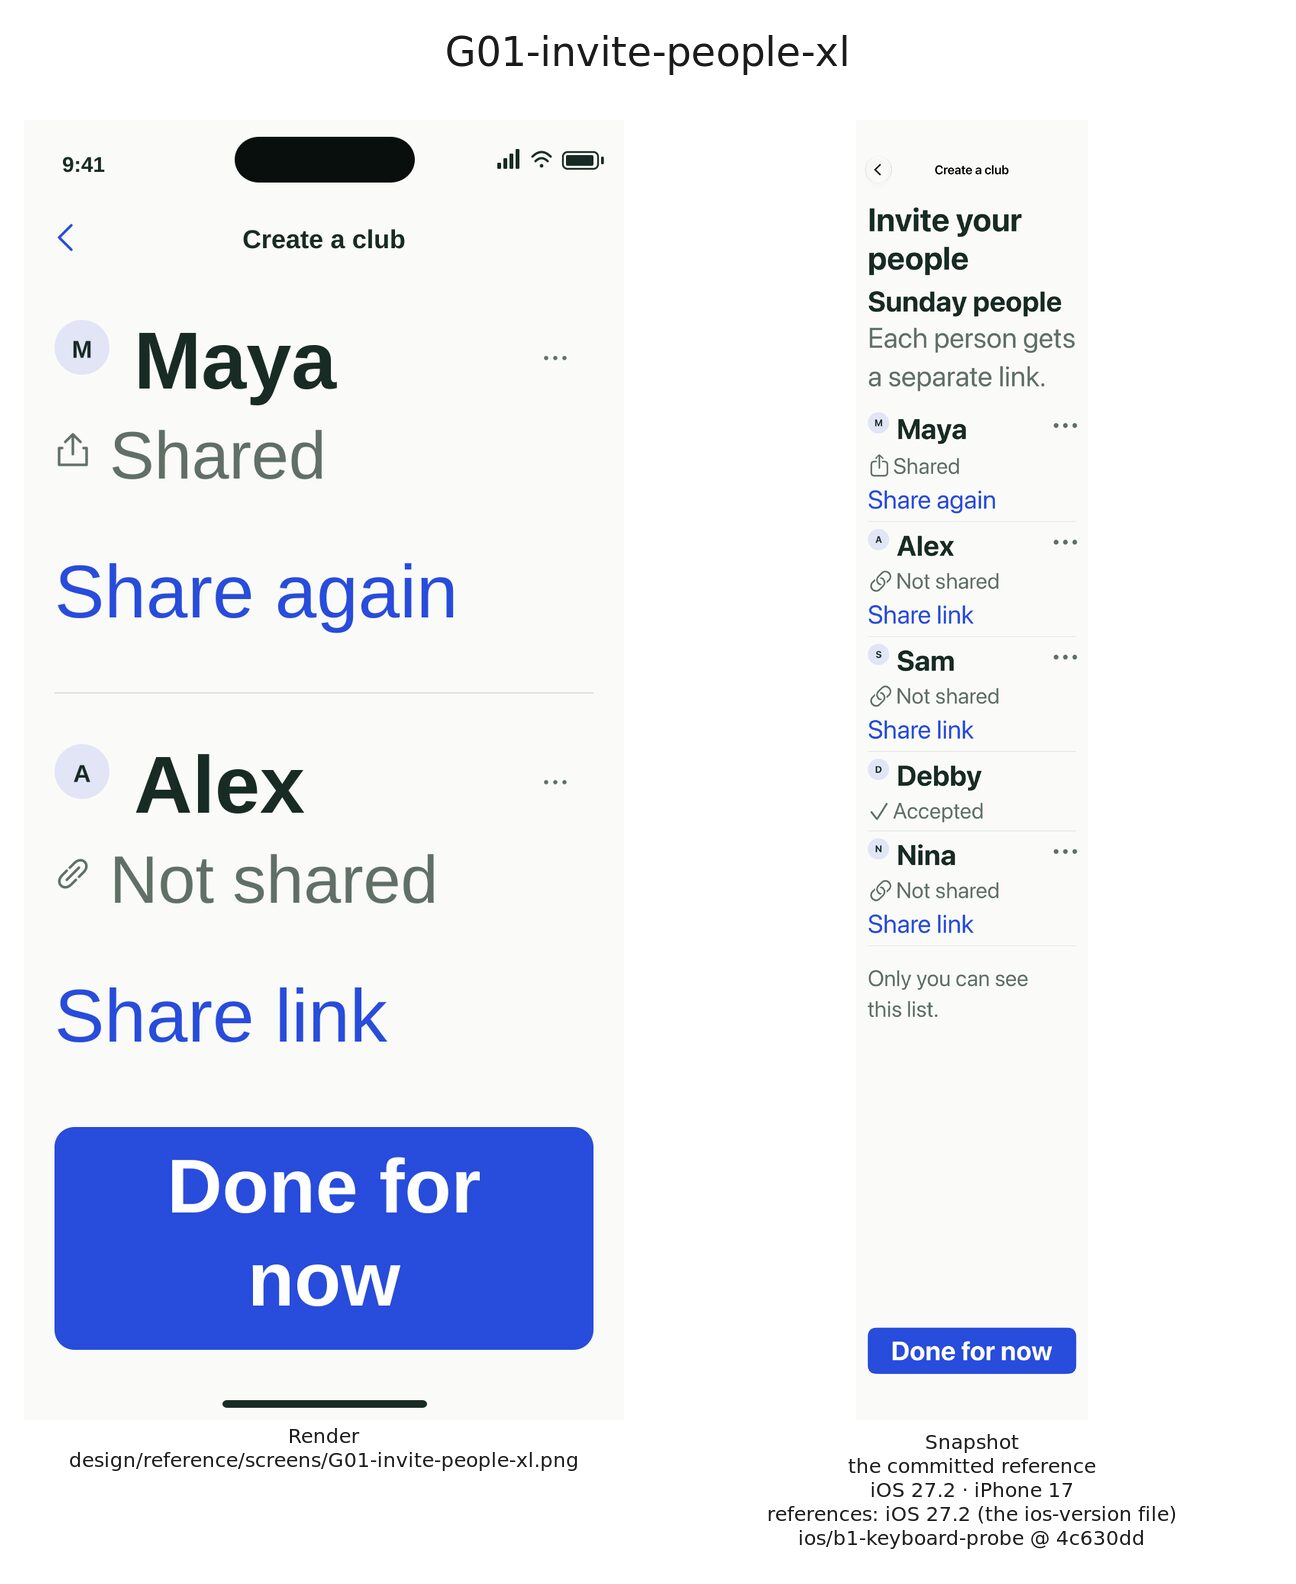 G01-invite-people-xl
9:41
Create a club
M
Maya
...
Shared
Share again
A
Alex
...
Not shared
Share link
Done for
now
Render
design/reference/screens/G01-invite-people-xl.png
Create a club
Invite your
people
Sunday people
Each person gets
a separate link.
M
Maya
...
Shared
Share again
A
Alex
...
Not shared
Share link
S
Sam
...
Not shared
Share link
D
Debby
Accepted
N
Nina
...
Not shared
Share link
Only you can see
this list.
Done for now
Snapshot
the committed reference
iOS 27.2 · iPhone 17
references: iOS 27.2 (the ios-version file)
ios/b1-keyboard-probe @ 4c630dd